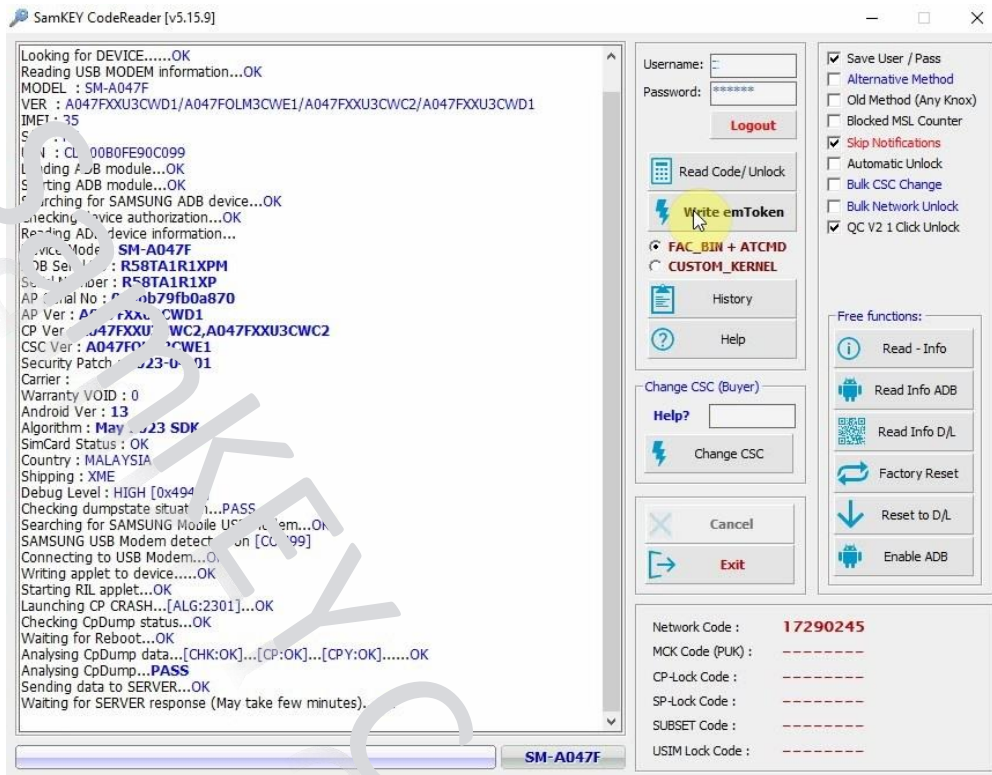 SamKEY CodeReader [v5.15.9]
Looking for DEVICE......OK
Reading USB MODEM information...OK
MODEL : SM-A047F
VER : A047FXXU3CWD1/A047FOLM3CWE1/A047FXXU3CWC2/A047FXXU3CWD1
IMEI : 35
00B0FE90C099
ADB module...OK
ADB module...OK
for SAMSUNG ADB device...OK
authorization...OK
Reading device information...
SM-A047F
R58TA1R1XPM
R58TA1R1XP
AP No :
AP Ver :
CP Ver
CSC Ver :
Security Patch
Carrier :
Warranty VOID : 0
Android Ver : 13
Algorithm : May SDK
SimCard Status : OK
Country : MALAYSIA
Shipping : XME
Debug Level : HIGH
Checking dumpstate PASS
Searching for SAMSUNG Mobile
SAMSUNG USB Modem
Connecting to USB Modem...
Writing applet to device.....OK
Starting RIL applet...OK
Launching CP CRASH...[ALG:2301]...OK
Checking CpDump status...OK
Waiting for Reboot...OK
Analysing CpDump data...[CHK:OK]...[CP:OK]...[CPY:OK]......OK
Analysing CpDump...PASS
Sending data to SERVER...OK
Waiting for SERVER response (May take few minutes).
SM-A047F
Username:
Password: ******
Logout
Read Code/Unlock
Write emToken
FAC_BIN + ATCMD
CUSTOM_KERNEL
History
Help
Change CSC (Buyer)
Help?
Change CSC
Cancel
Exit
Save User / Pass
Alternative Method
Old Method (Any Knox)
Blocked MSL Counter
Skip Notifications
Automatic Unlock
Bulk CSC Change
Bulk Network Unlock
QC V2 1 Click Unlock
Free functions:
Read - Info
Read Info ADB
Read Info D/L
Factory Reset
Reset to D/L
Enable ADB
Network Code : 17290245
MCK Code (PUK) : --------
CP-Lock Code : --------
SP-Lock Code : --------
SUBSET Code : --------
USIM Lock Code : --------
SamKEY C